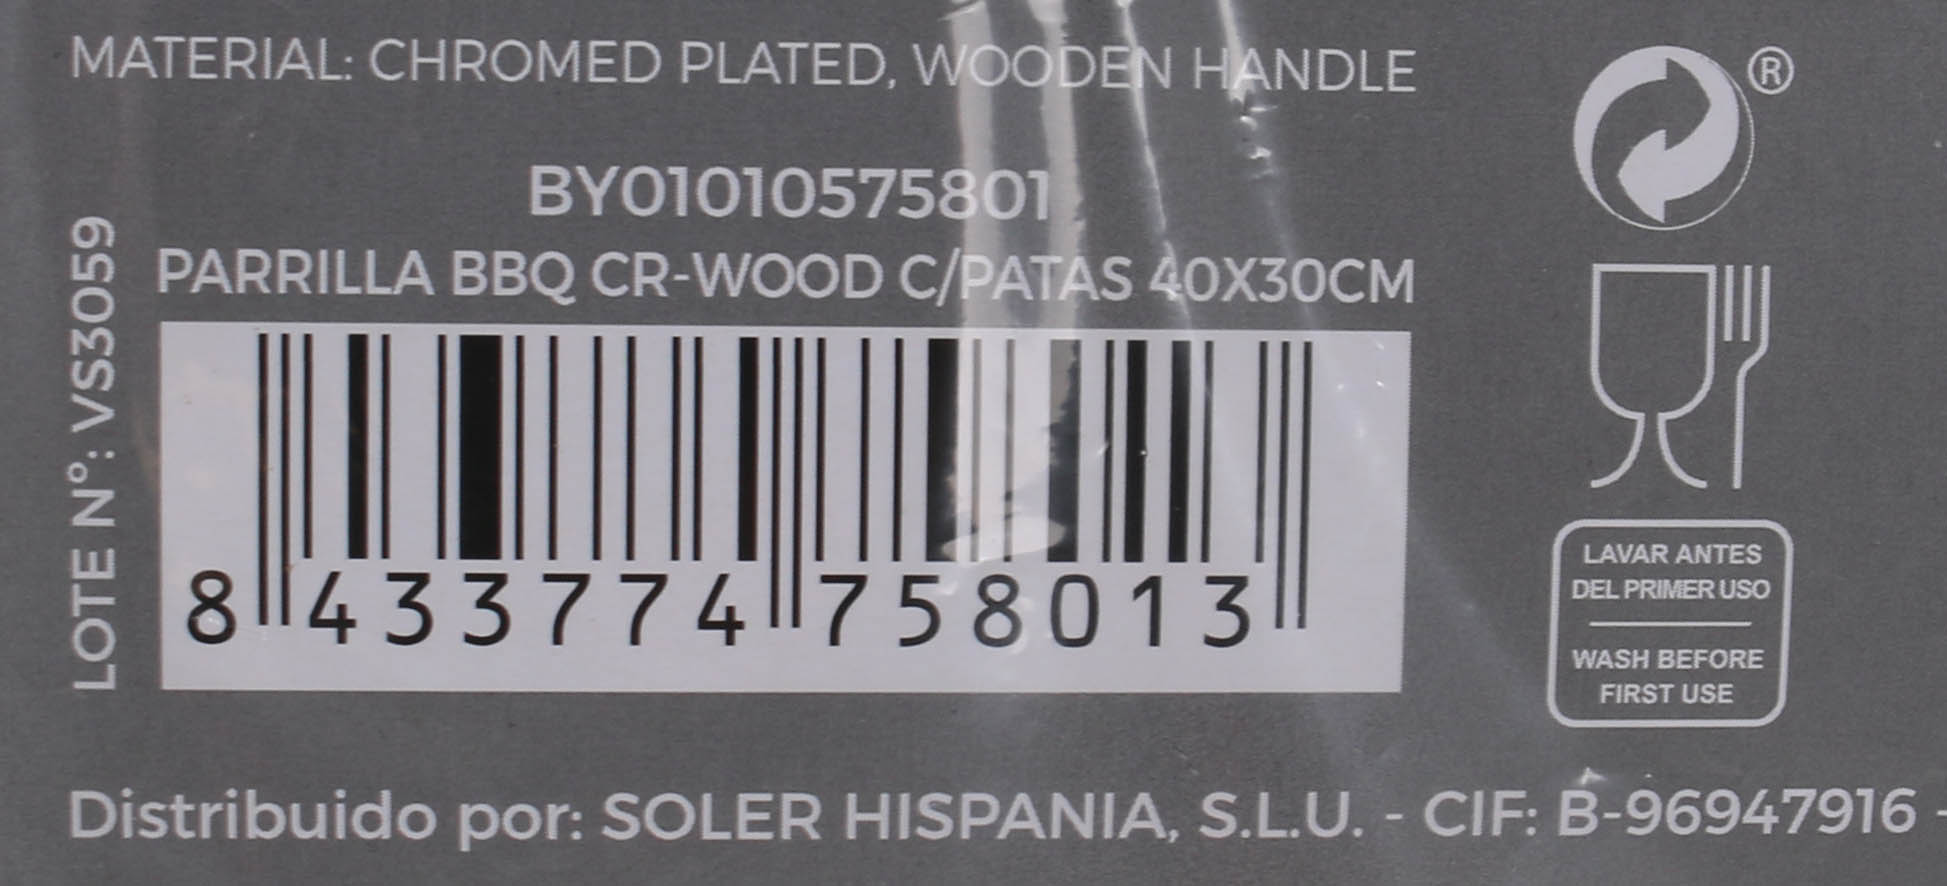 MATERIAL: CHROMED PLATED, WOODEN HANDLE
®
BY01010575801
PARRILLA BBQ CR-WOOD C/PATAS 40X30CM
LOTE Nº: VS3059
8 433774 758013
LAVAR ANTES
DEL PRIMER USO
WASH BEFORE
FIRST USE
Distribuido por: SOLER HISPANIA, S.L.U. - CIF: B-96947916 -